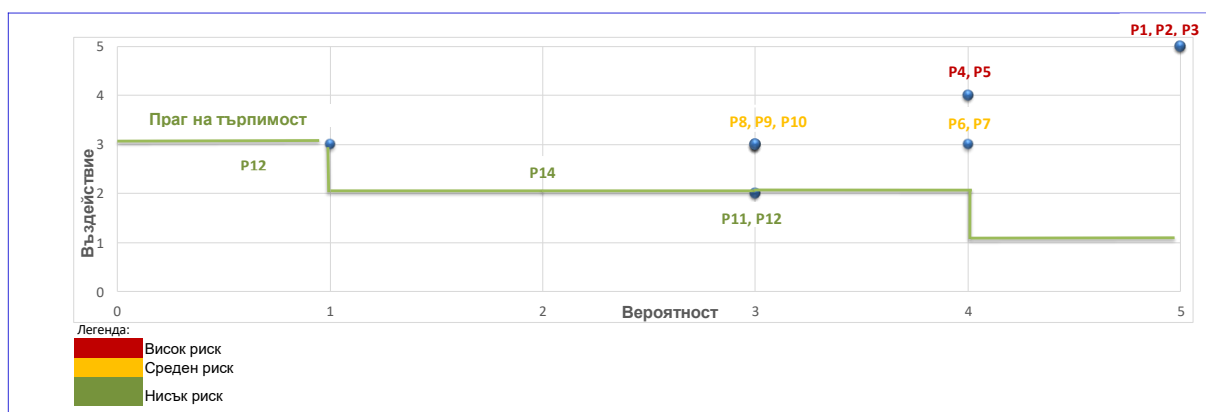 P1, P2, P3
5
P4, P5
4
Праг на търпимост
P8, P9, P10
P6, P7
3
P12
P14
2
P11, P12
1
0
Въздействие
0 1 2 3 4 5
Вероятност
Легенда:
Висок риск
Среден риск
Нисък риск